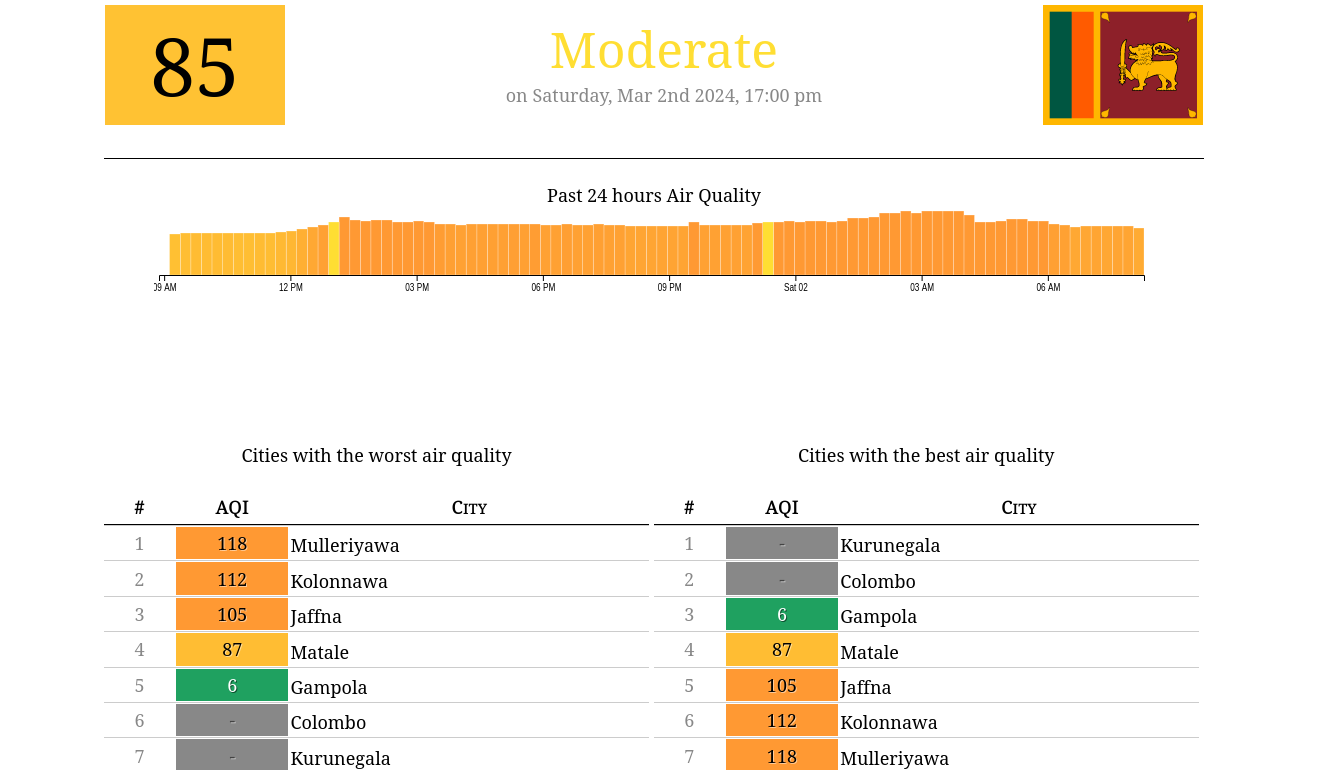 85
Moderate
on Saturday, Mar 2nd 2024, 17:00 pm
Past 24 hours Air Quality
09 AM 12 PM 03 PM 06 PM 09 PM Sat 02 03 AM 06 AM
Cities with the worst air quality
# AQI City
1 118 Mulleriyawa
2 112 Kolonnawa
3 105 Jaffna
4 87 Matale
5 6 Gampola
6 - Colombo
7 - Kurunegala
Cities with the best air quality
# AQI City
1 - Kurunegala
2 - Colombo
3 6 Gampola
4 87 Matale
5 105 Jaffna
6 112 Kolonnawa
7 118 Mulleriyawa